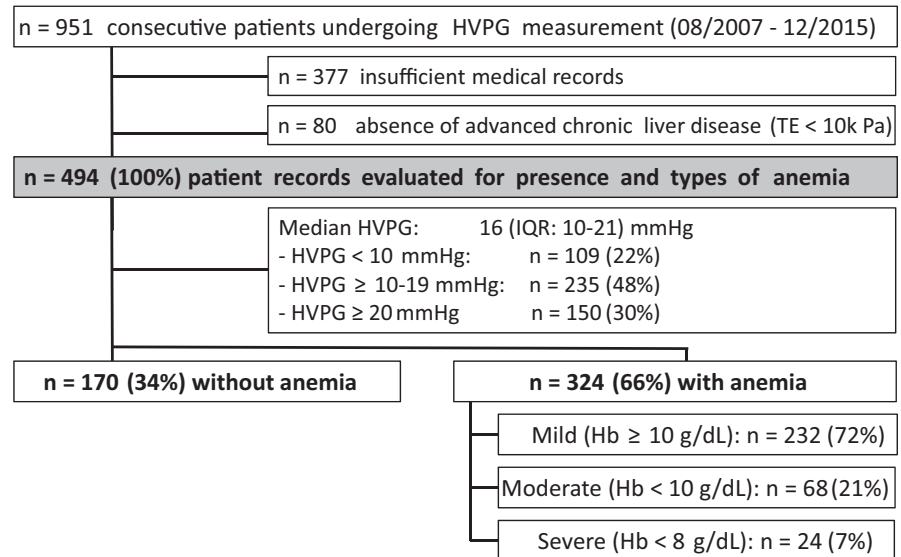 n = 951 consecutive patients undergoing HVPG measurement (08/2007 - 12/2015)
n = 377 insufficient medical records
n = 80 absence of advanced chronic liver disease (TE < 10k Pa)
n = 494 (100%) patient records evaluated for presence and types of anemia
Median HVPG: 16 (IQR: 10-21) mmHg
- HVPG < 10 mmHg: n = 109 (22%)
- HVPG ≥ 10-19 mmHg: n = 235 (48%)
- HVPG ≥ 20 mmHg n = 150 (30%)
n = 170 (34%) without anemia
n = 324 (66%) with anemia
Mild (Hb ≥ 10 g/dL): n = 232 (72%)
Moderate (Hb < 10 g/dL): n = 68 (21%)
Severe (Hb < 8 g/dL): n = 24 (7%)